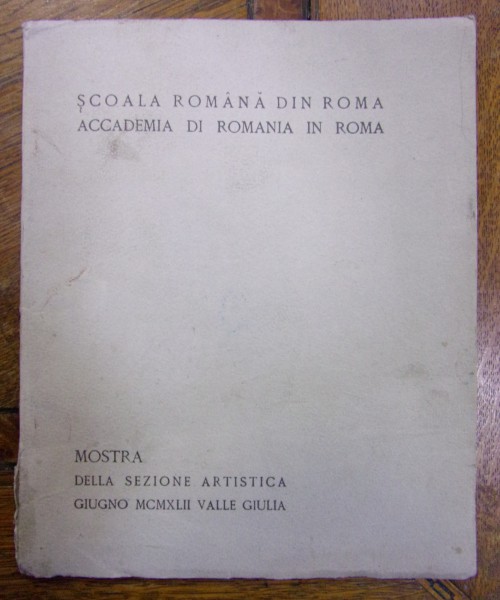 ŞCOALA ROMÂNĂ DIN ROMA
ACCADEMIA DI ROMANIA IN ROMA
MOSTRA
DELLA SEZIONE ARTISTICA
GIUGNO MCMXLII VALLE GIULIA